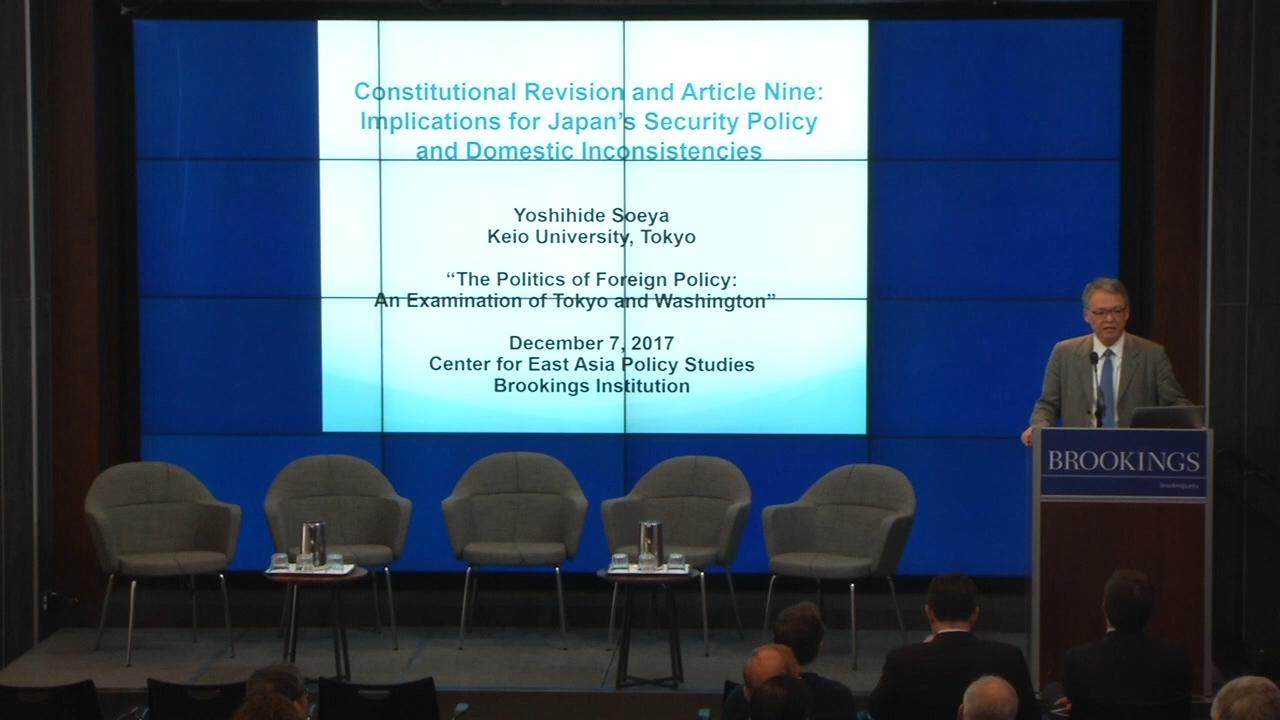 Constitutional Revision and Article Nine:
Implications for Japan's Security Policy
and Domestic Inconsistencies
Yoshihide Soeya
Keio University, Tokyo
“The Politics of Foreign Policy:
An Examination of Tokyo and Washington”
December 7, 2017
Center for East Asia Policy Studies
Brookings Institution
BROOKINGS
brookings.edu